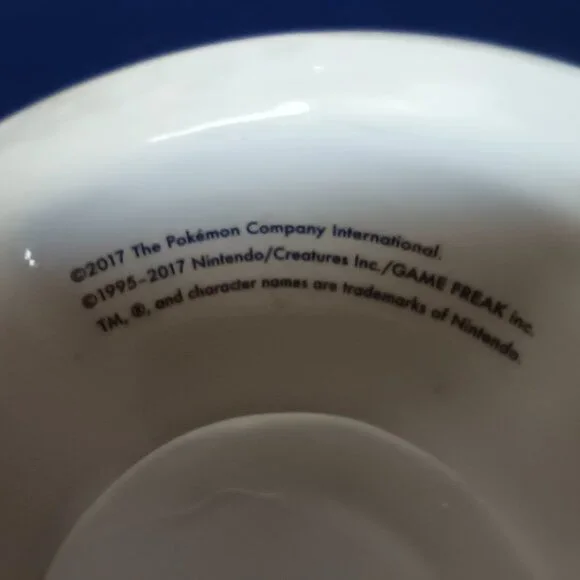 ©2017 The Pokémon Company International.
©1995–2017 Nintendo/Creatures Inc./GAME FREAK inc.
TM, ®, and character names are trademarks of Nintendo.